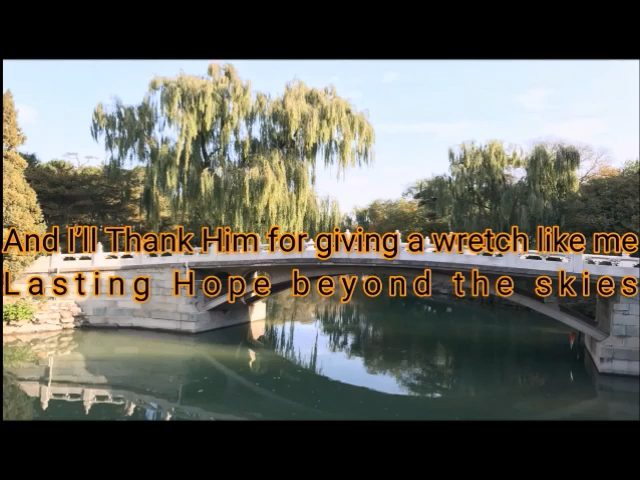 And I'll Thank Him for giving a wretch like me
Lasting Hope beyond the skies